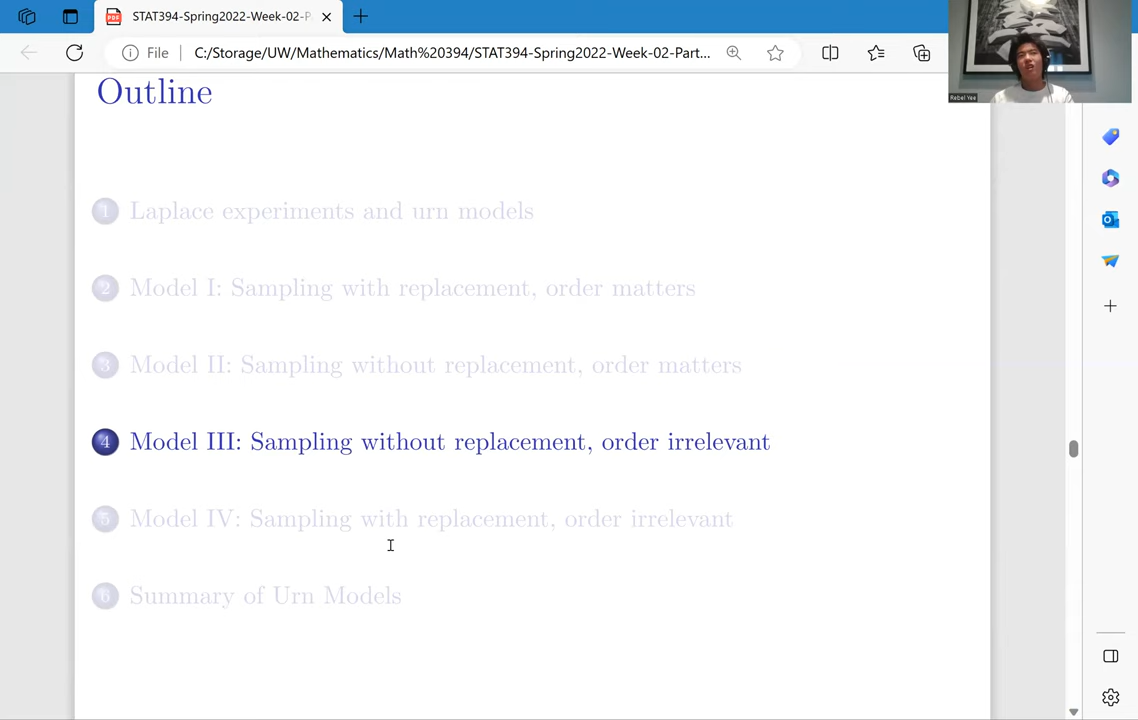 STAT394-Spring2022-Week-02-P
File
C:/Storage/UW/Mathematics/Math%20394/STAT394-Spring2022-Week-02-Part...
Rebel Yee
Outline
1 Laplace experiments and urn models
2 Model I: Sampling with replacement, order matters
3 Model II: Sampling without replacement, order matters
4 Model III: Sampling without replacement, order irrelevant
5 Model IV: Sampling with replacement, order irrelevant
6 Summary of Urn Models